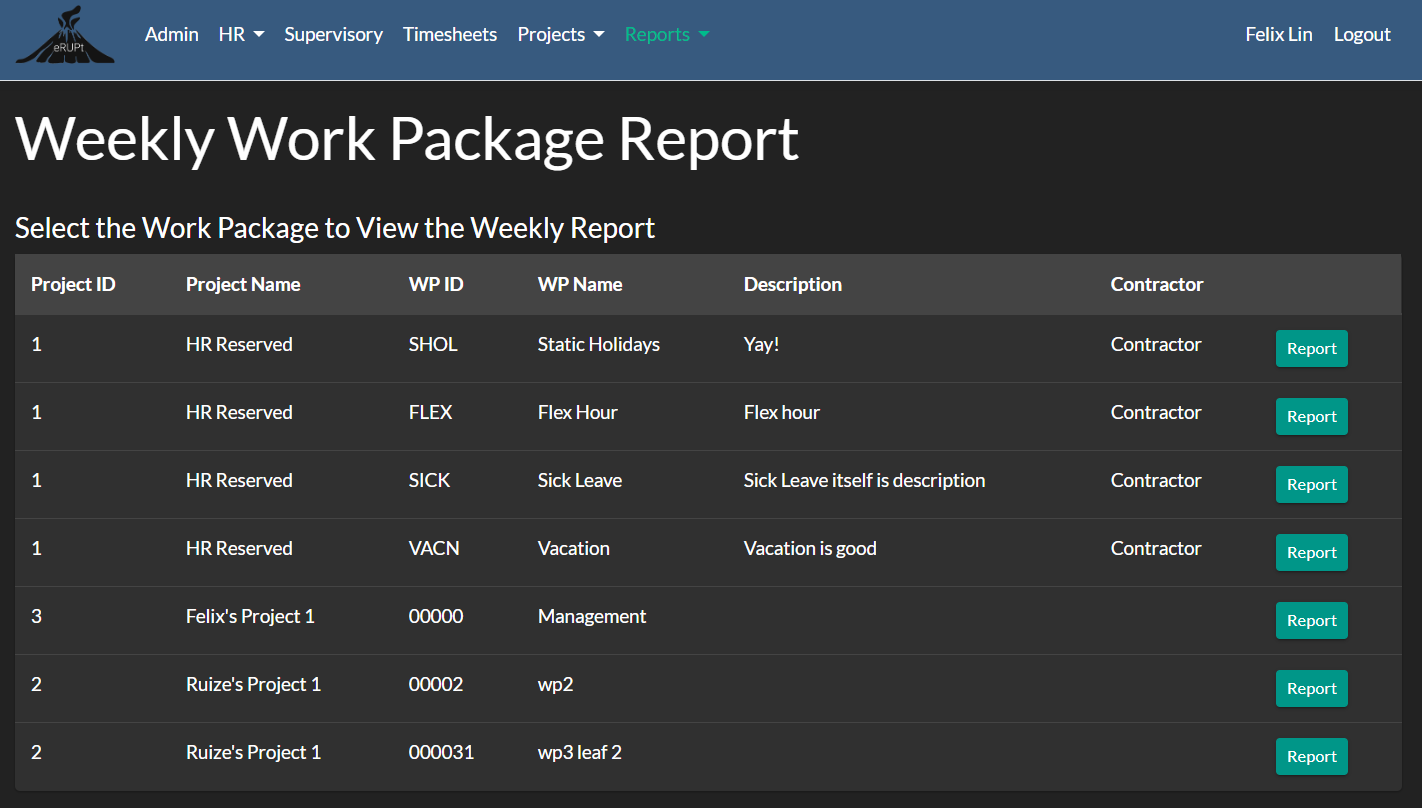 eRUPt Admin HR Supervisory Timesheets Projects Reports Felix Lin Logout
Weekly Work Package Report
Select the Work Package to View the Weekly Report
Project ID Project Name WP ID WP Name Description Contractor
1 HR Reserved SHOL Static Holidays Yay! Contractor Report
1 HR Reserved FLEX Flex Hour Flex hour Contractor Report
1 HR Reserved SICK Sick Leave Sick Leave itself is description Contractor Report
1 HR Reserved VACN Vacation Vacation is good Contractor Report
3 Felix's Project 1 00000 Management Report
2 Ruize's Project 1 00002 wp2 Report
2 Ruize's Project 1 000031 wp3 leaf 2 Report